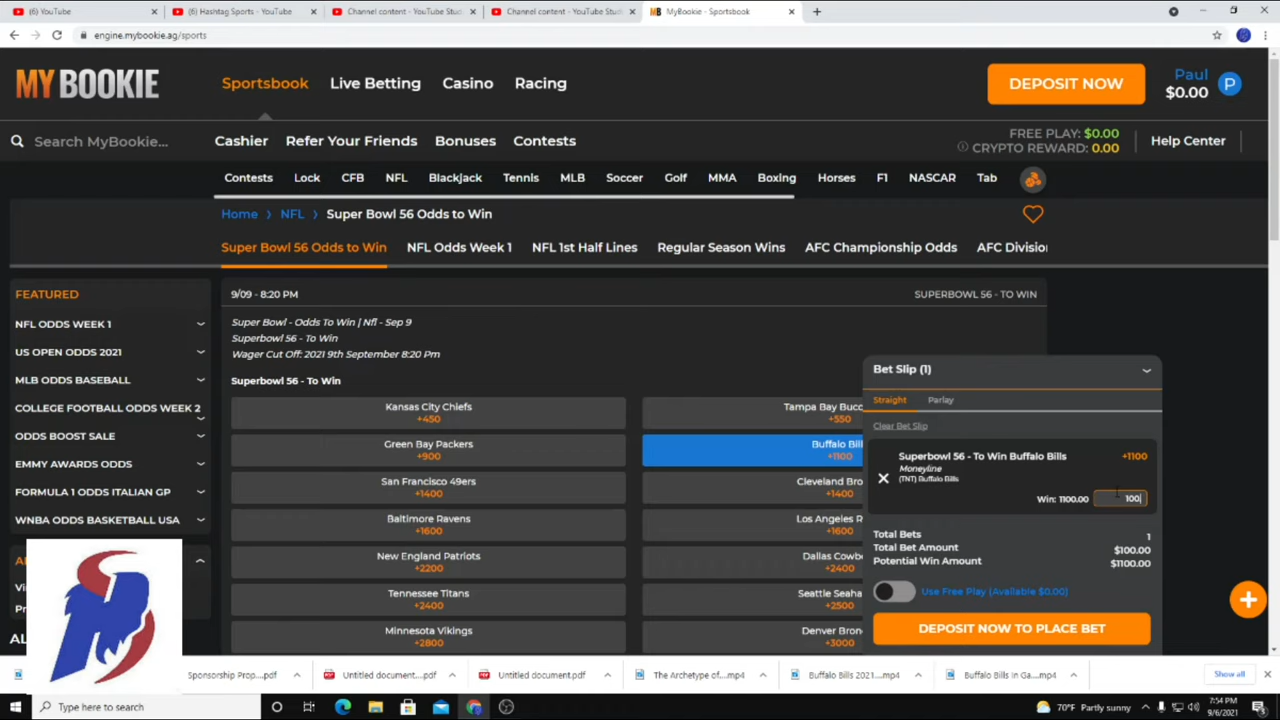 (6) YouTube
(6) Hashtag Sports - YouTube
Channel content - YouTube Stud
Channel content - YouTube Stud
MyBookie - Sportsbook
engine.mybookie.ag/sports
MYBOOKIE
Sportsbook
Live Betting
Casino
Racing
DEPOSIT NOW
Paul
$0.00
P
Search MyBookie...
Cashier
Refer Your Friends
Bonuses
Contests
FREE PLAY: $0.00
CRYPTO REWARD: 0.00
Help Center
Contests
Lock
CFB
NFL
Blackjack
Tennis
MLB
Soccer
Golf
MMA
Boxing
Horses
F1
NASCAR
Tab
Home > NFL > Super Bowl 56 Odds to Win
Super Bowl 56 Odds to Win
NFL Odds Week 1
NFL 1st Half Lines
Regular Season Wins
AFC Championship Odds
AFC Divisio
FEATURED
NFL ODDS WEEK 1
US OPEN ODDS 2021
MLB ODDS BASEBALL
COLLEGE FOOTBALL ODDS WEEK 2
ODDS BOOST SALE
EMMY AWARDS ODDS
FORMULA 1 ODDS ITALIAN GP
WNBA ODDS BASKETBALL USA
9/09 - 8:20 PM
SUPERBOWL 56 - TO WIN
Super Bowl - Odds To Win | Nfl - Sep 9
Superbowl 56 - To Win
Wager Cut Off: 2021 9th September 8:20 Pm
Superbowl 56 - To Win
Kansas City Chiefs
+450
Tampa Bay Bucc
+550
Green Bay Packers
+900
Buffalo Bill
+1100
San Francisco 49ers
+1400
Cleveland Bro
+1400
Baltimore Ravens
+1600
Los Angeles R
+1600
New England Patriots
+2200
Dallas Cowb
+2400
Tennessee Titans
+2400
Seattle Seaha
+2500
Minnesota Vikings
+2800
Denver Bron
+3000
Bet Slip (1)
Straight
Parlay
Clear Bet Slip
Superbowl 56 - To Win Buffalo Bills
+1100
Moneyline
(TNT) Buffalo Bills
Win: 1100.00
100
Total Bets
1
Total Bet Amount
$100.00
Potential Win Amount
$1100.00
Use Free Play (Available $0.00)
DEPOSIT NOW TO PLACE BET
Sponsorship Prop....pdf
Untitled document....pdf
Untitled document.pdf
The Archetype of....mp4
Buffalo Bills 2021....mp4
Buffalo Bills In Ga....mp4
Show all
Type here to search
70°F Partly sunny
7:54 PM
9/6/2021